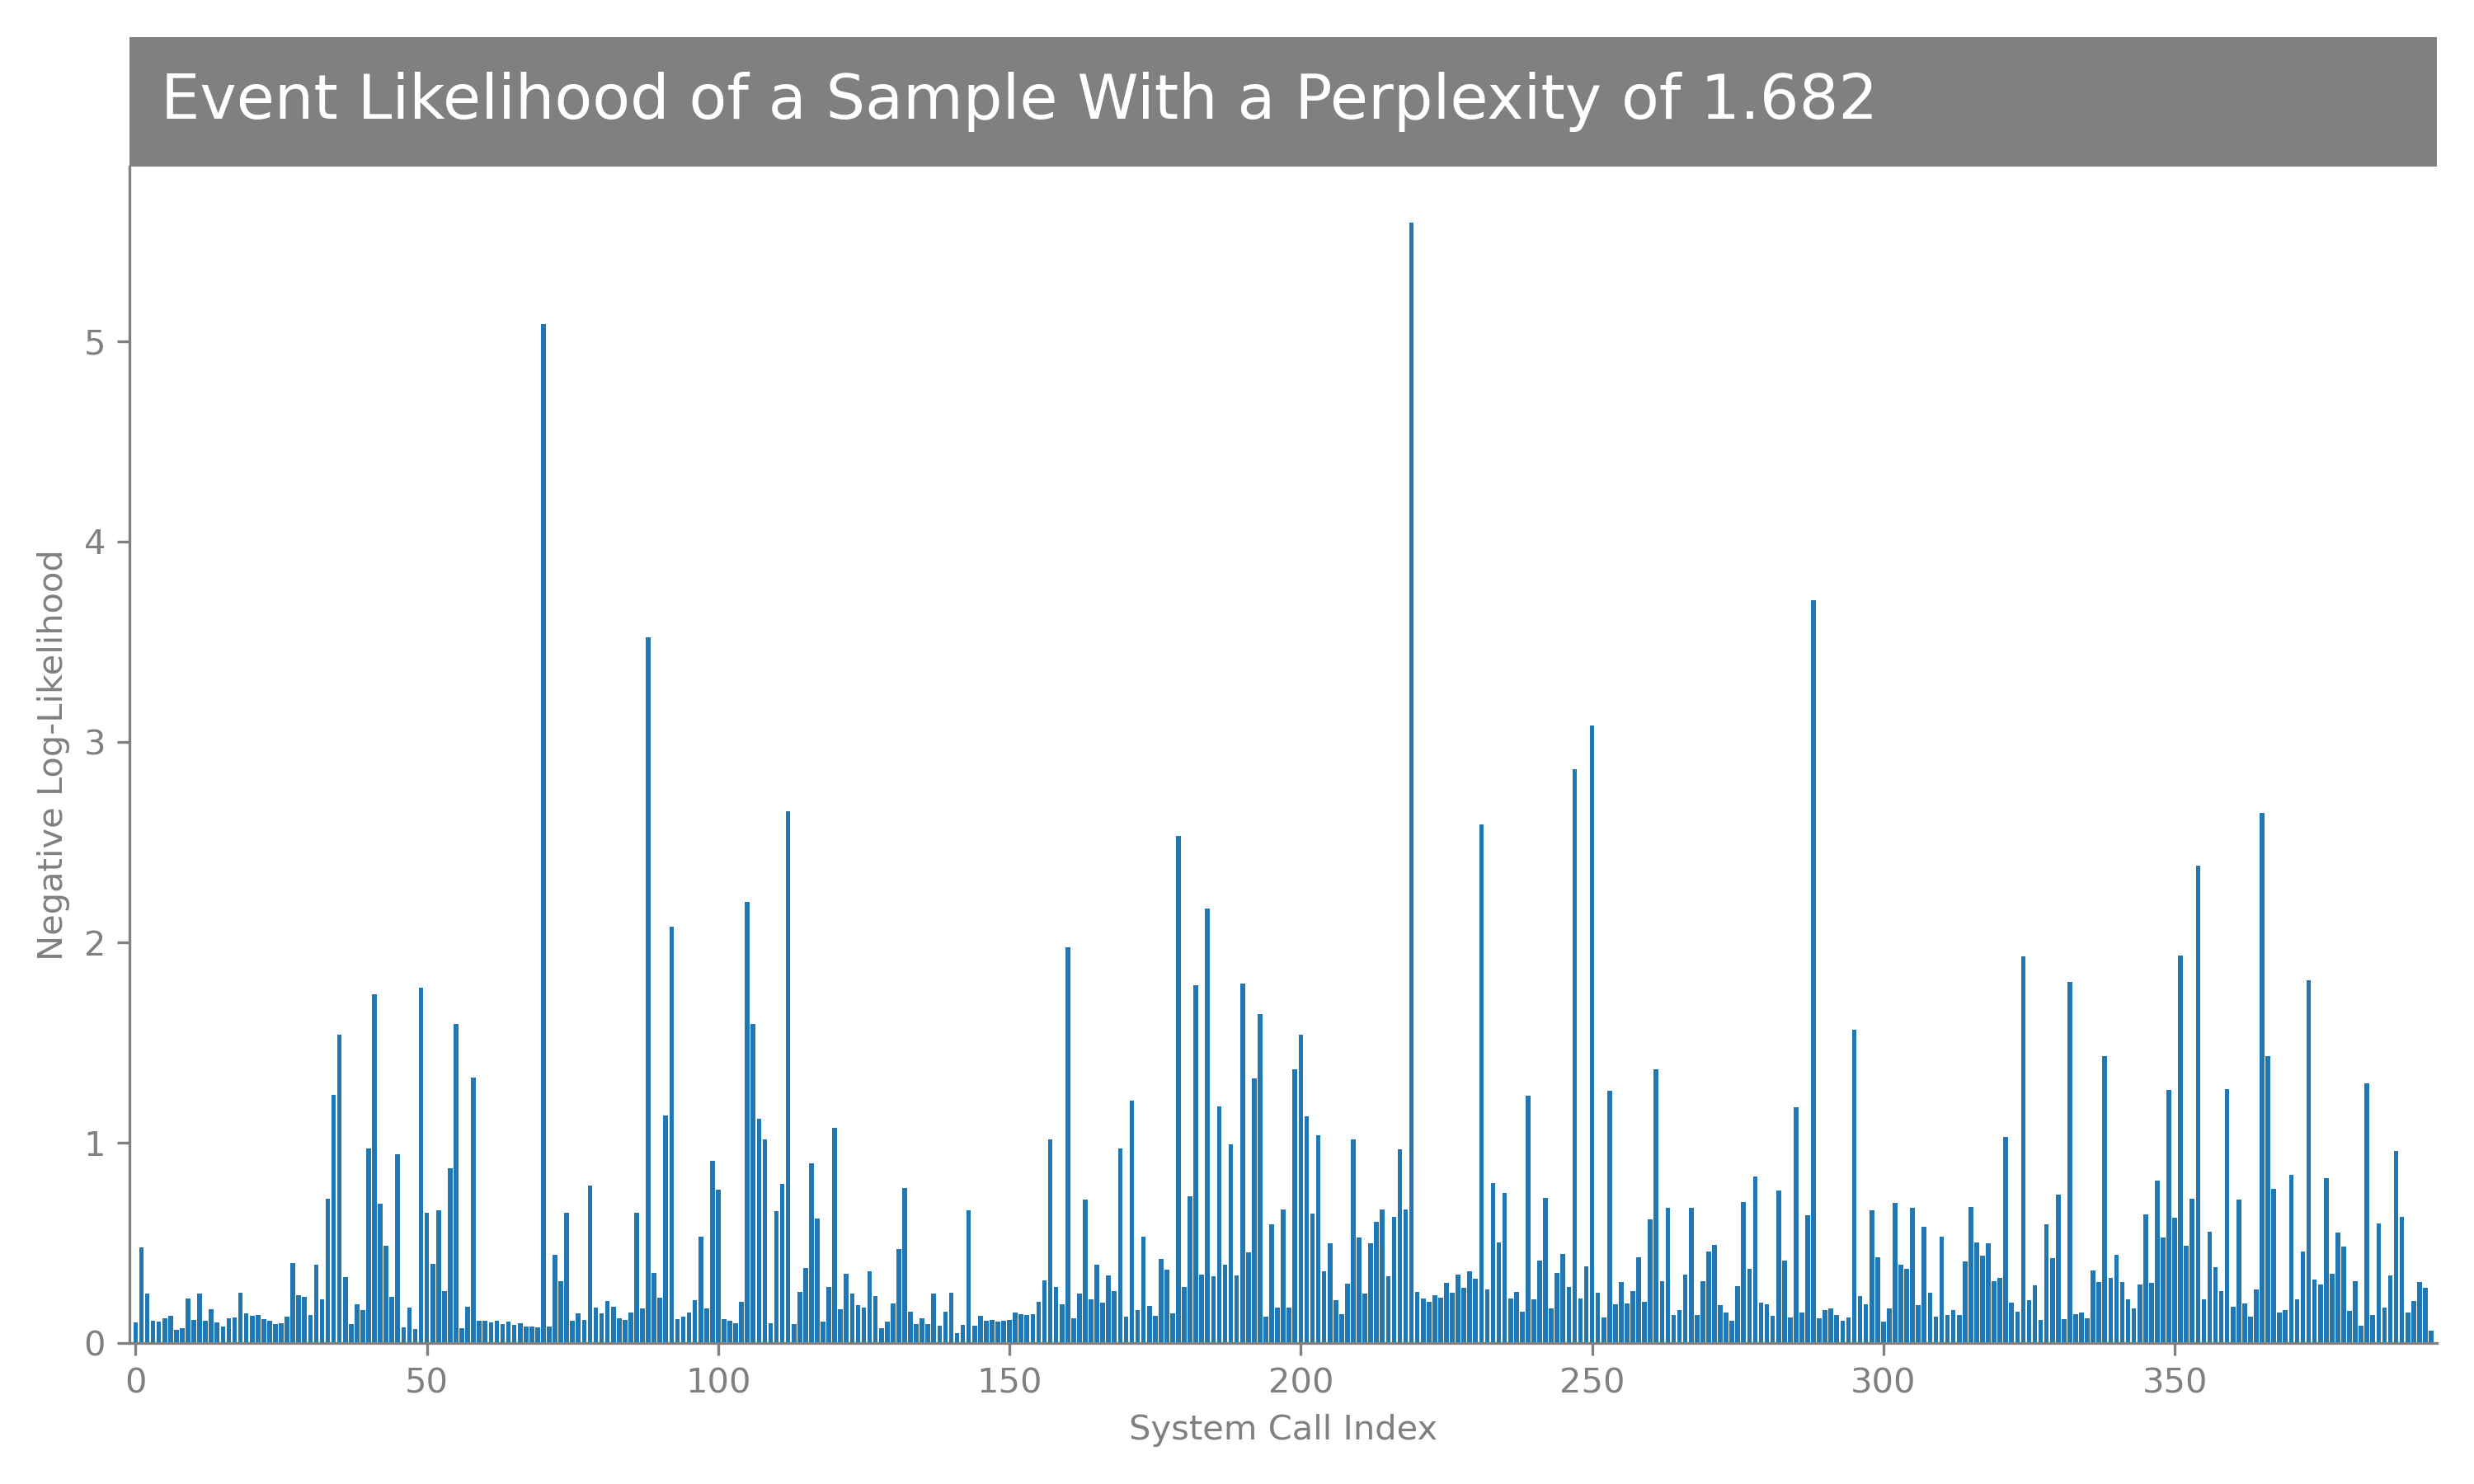 Event Likelihood of a Sample With a Perplexity of 1.682
Negative Log-Likelihood
5
4
3
2
1
0
0 50 100 150 200 250 300 350
System Call Index